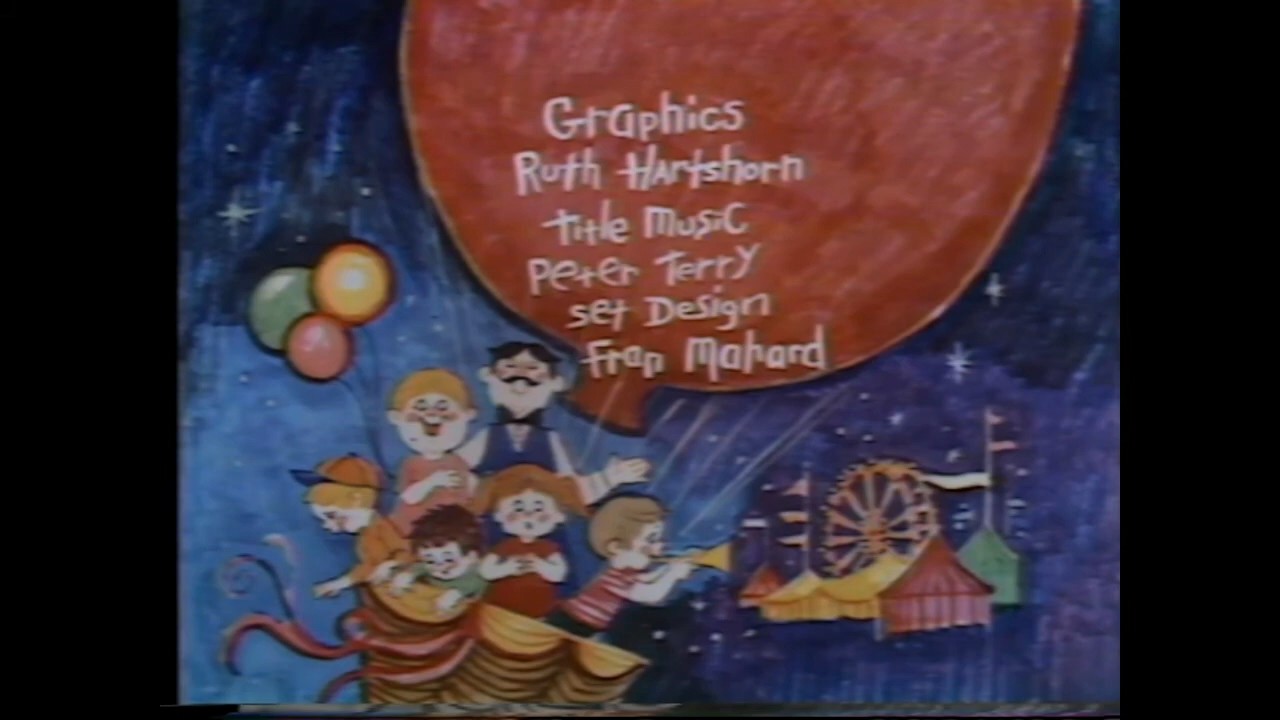 Graphics
Ruth Hartshorn
title music
Peter Terry
set Design
Fran Mahard